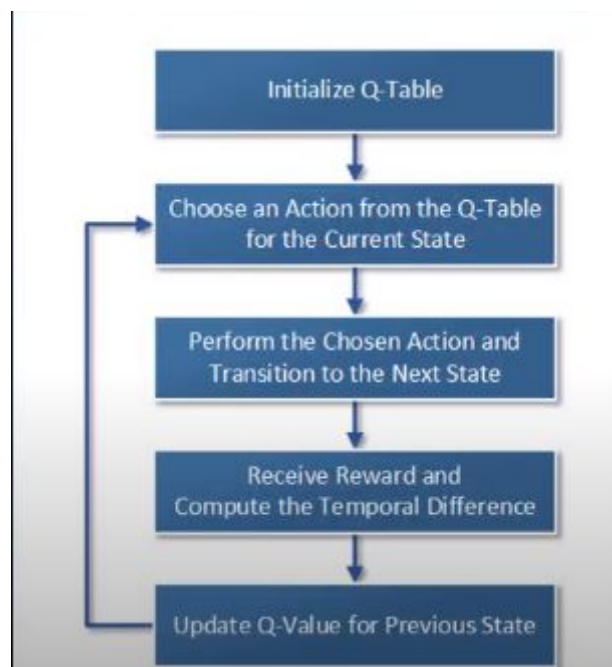 Initialize Q-Table
Choose an Action from the Q-Table
for the Current State
Perform the Chosen Action and
Transition to the Next State
Receive Reward and
Compute the Temporal Difference
Update Q-Value for Previous State